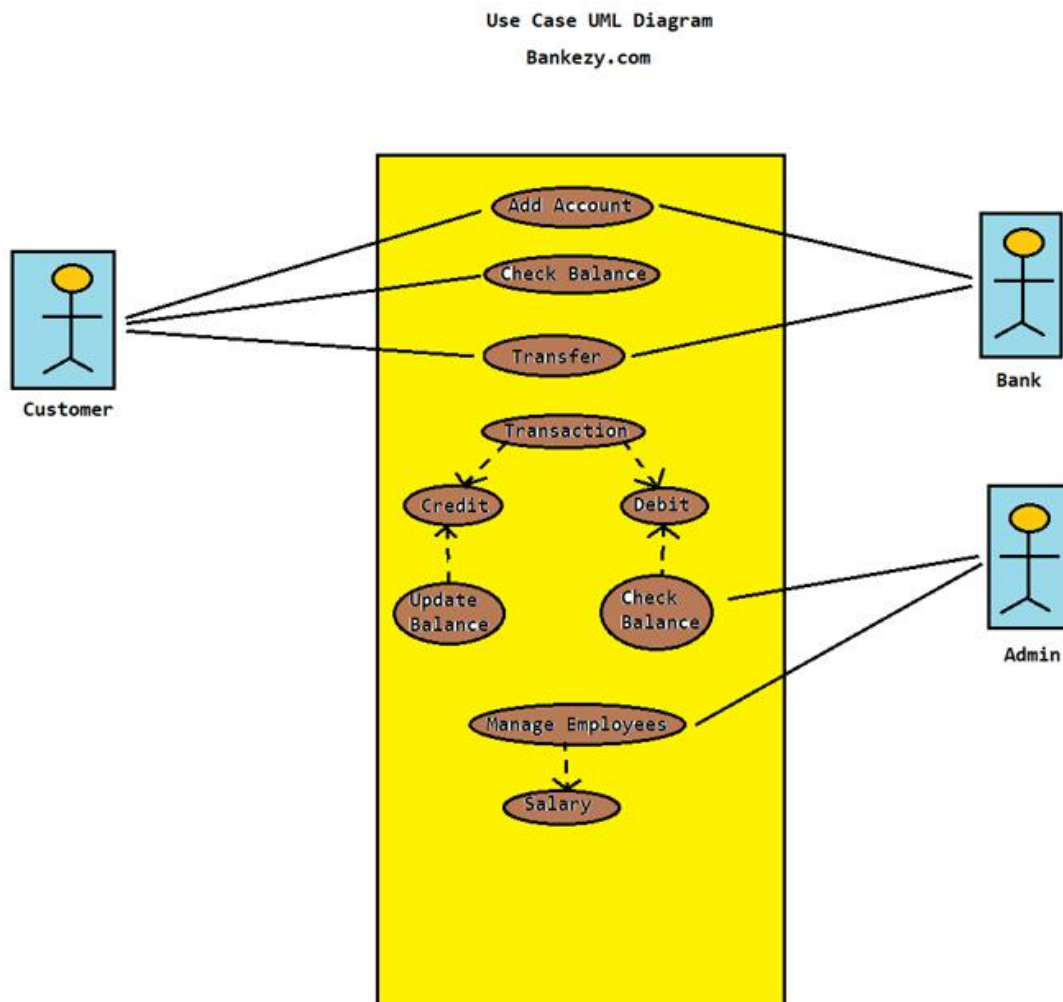 Use Case UML Diagram
Bankezy.com
Add Account
Check Balance
Transfer
Customer
Bank
Transaction
Credit
Debit
Update
Balance
Check
Balance
Admin
Manage Employees
Salary